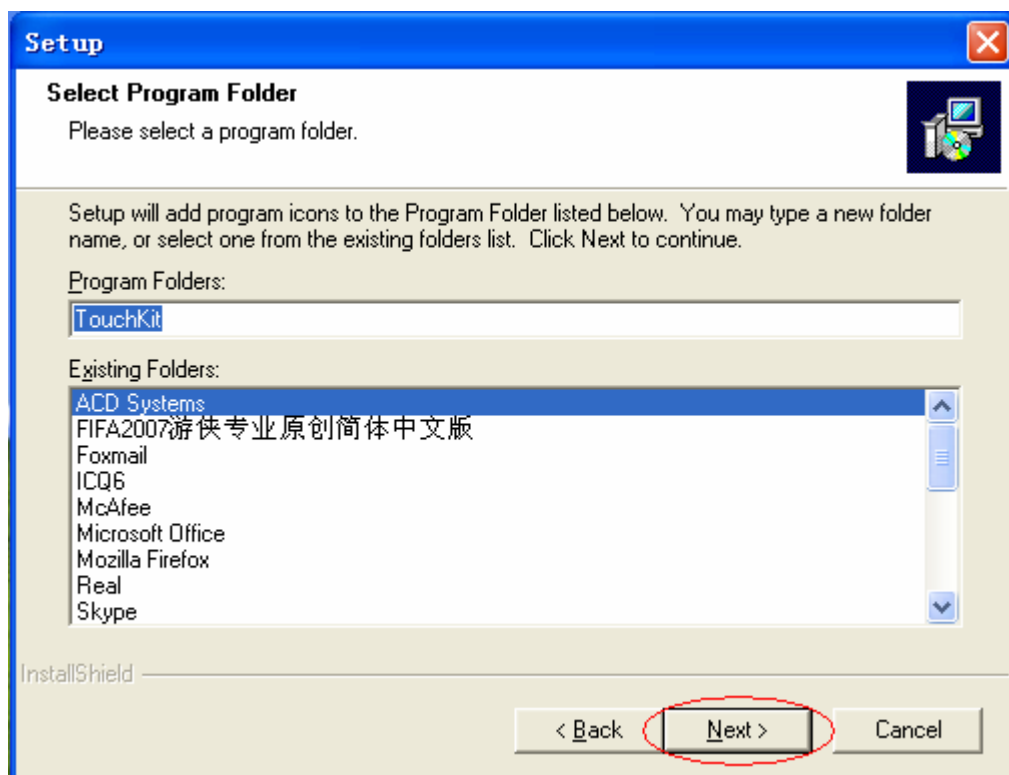 Setup
Select Program Folder
Please select a program folder.
Setup will add program icons to the Program Folder listed below.  You may type a new folder
name, or select one from the existing folders list.  Click Next to continue.
Program Folders:
TouchKit
Existing Folders:
ACD Systems
FIFA2007游侠专业原创简体中文版
Foxmail
ICQ6
McAfee
Microsoft Office
Mozilla Firefox
Real
Skype
InstallShield
< Back Next > Cancel